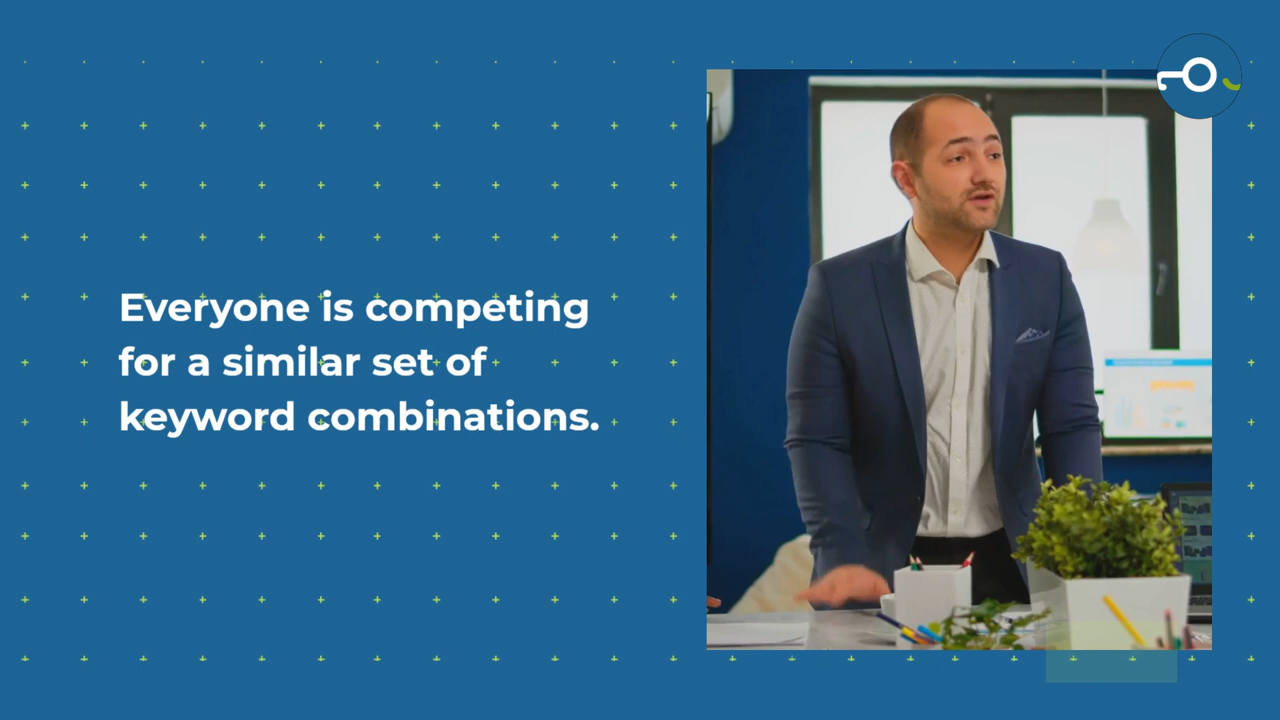 Everyone is competing
for a similar set of
keyword combinations.